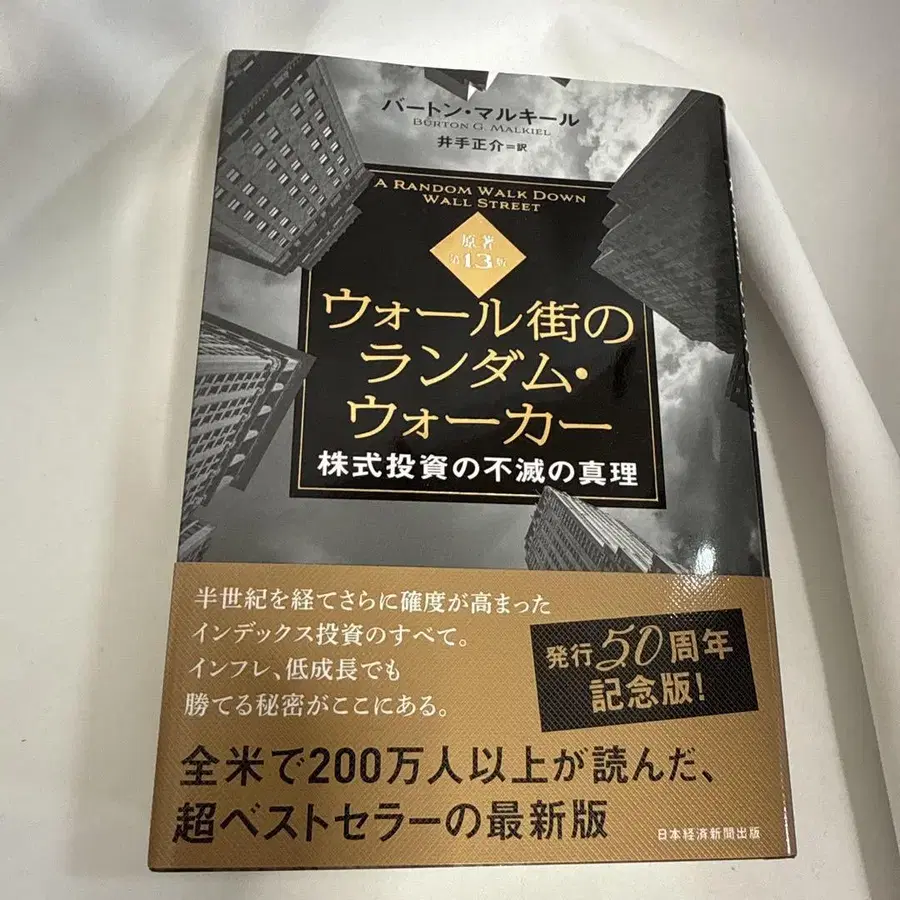 バートン・マルキール
BURTON G. MALKIEL
井手正介=訳
A RANDOM WALK DOWN
WALL STREET
原著
第13版
ウォール街の
ランダム・
ウォーカー
株式投資の不滅の真理
半世紀を経てさらに確度が高まった
インデックス投資のすべて。
インフレ、低成長でも
勝てる秘密がここにある。
発行50周年
記念版!
全米で200万人以上が読んだ、
超ベストセラーの最新版
日本経済新聞出版